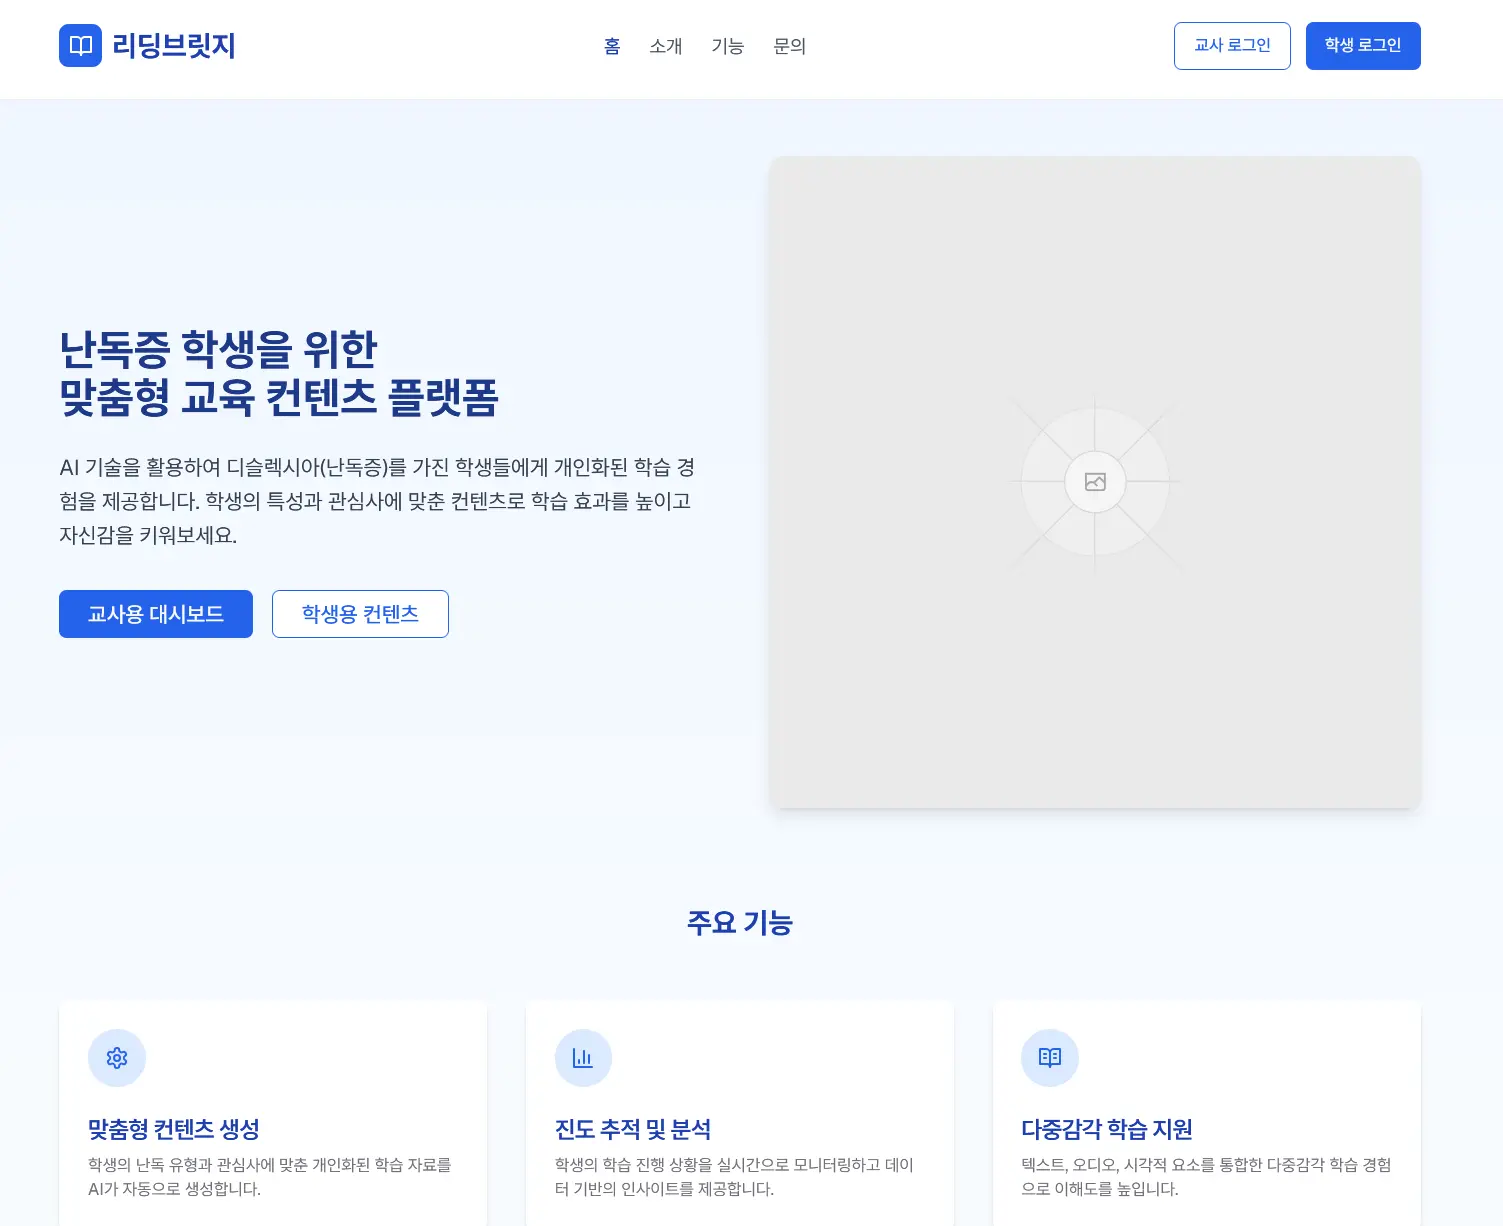 리딩브릿지
홈
소개
기능
문의
교사 로그인
학생 로그인
난독증 학생을 위한
맞춤형 교육 컨텐츠 플랫폼
AI 기술을 활용하여 디슬렉시아(난독증)를 가진 학생들에게 개인화된 학습 경
험을 제공합니다. 학생의 특성과 관심사에 맞춘 컨텐츠로 학습 효과를 높이고
자신감을 키워보세요.
교사용 대시보드
학생용 컨텐츠
주요 기능
맞춤형 컨텐츠 생성
학생의 난독 유형과 관심사에 맞춘 개인화된 학습 자료를
AI가 자동으로 생성합니다.
진도 추적 및 분석
학생의 학습 진행 상황을 실시간으로 모니터링하고 데이
터 기반의 인사이트를 제공합니다.
다중감각 학습 지원
텍스트, 오디오, 시각적 요소를 통합한 다중감각 학습 경험
으로 이해도를 높입니다.